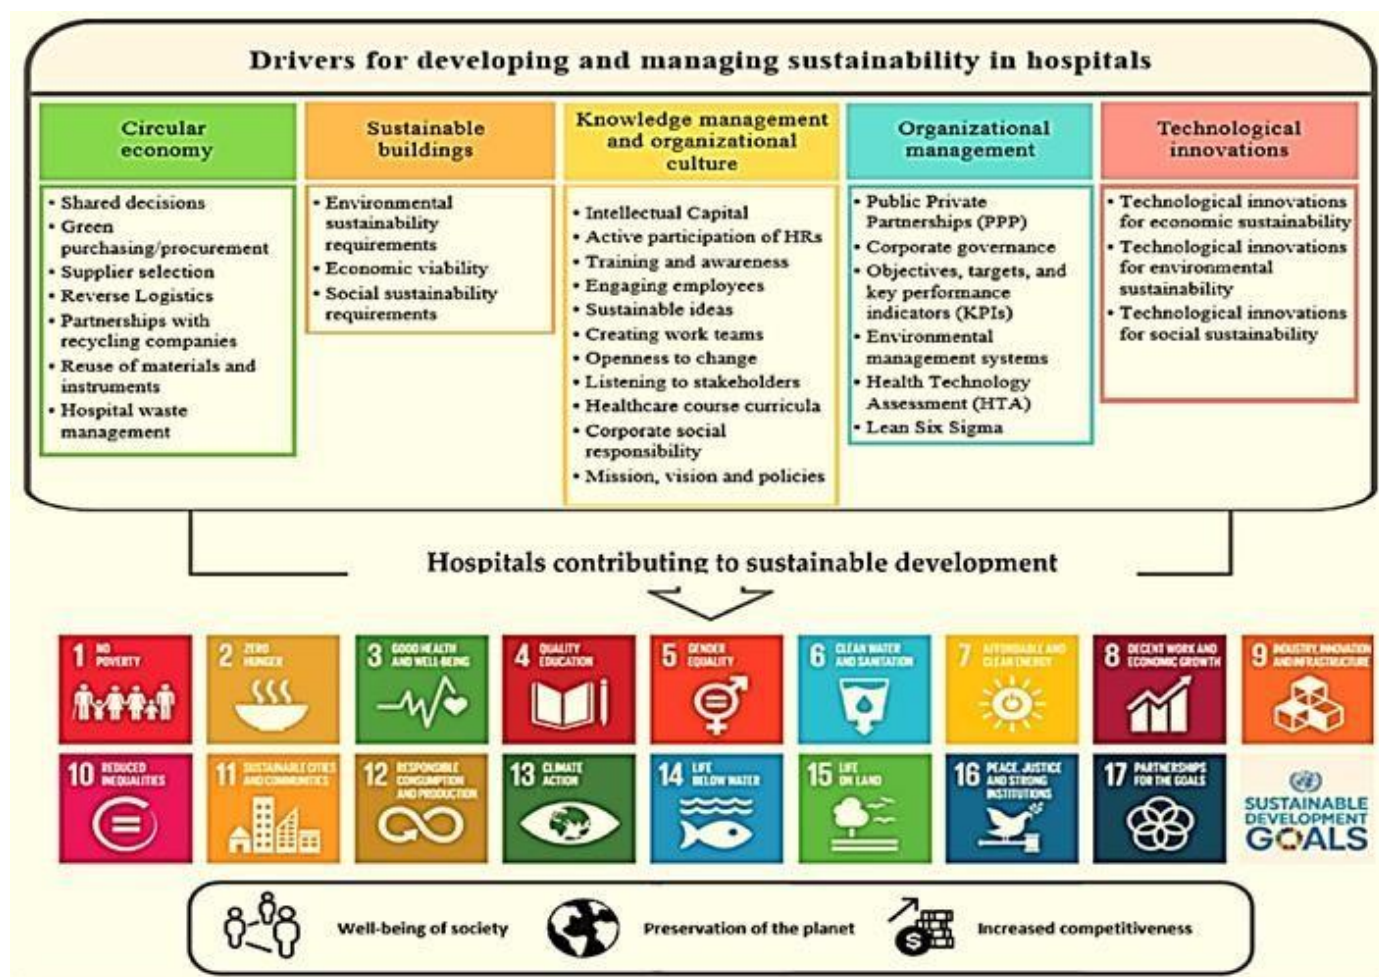 Drivers for developing and managing sustainability in hospitals
Circular
economy
• Shared decisions
• Green
purchasing/procurement
• Supplier selection
• Reverse Logistics
• Partnerships with
recycling companies
• Reuse of materials and
instruments
• Hospital waste
management
Sustainable
buildings
• Environmental
sustainability
requirements
• Economic viability
• Social sustainability
requirements
Knowledge management
and organizational
culture
• Intellectual Capital
• Active participation of HRs
• Training and awareness
• Engaging employees
• Sustainable ideas
• Creating work teams
• Openness to change
• Listening to stakeholders
• Healthcare course curricula
• Corporate social
responsibility
• Mission, vision and policies
Organizational
management
• Public Private
Partnerships (PPP)
• Corporate governance
• Objectives, targets, and
key performance
indicators (KPIs)
• Environmental
management systems
• Health Technology
Assessment (HTA)
• Lean Six Sigma
Technological
innovations
• Technological innovations
for economic sustainability
• Technological innovations
for environmental
sustainability
• Technological innovations
for social sustainability
Hospitals contributing to sustainable development
1 NO
POVERTY
2 ZERO
HUNGER
3 GOOD HEALTH
AND WELL-BEING
4 QUALITY
EDUCATION
5 GENDER
EQUALITY
6 CLEAN WATER
AND SANITATION
7 AFFORDABLE AND
CLEAN ENERGY
8 DECENT WORK AND
ECONOMIC GROWTH
9 INDUSTRY, INNOVATION
AND INFRASTRUCTURE
10 REDUCED
INEQUALITIES
11 SUSTAINABLE CITIES
AND COMMUNITIES
12 RESPONSIBLE
CONSUMPTION
AND PRODUCTION
13 CLIMATE
ACTION
14 LIFE
BELOW WATER
15 LIFE
ON LAND
16 PEACE, JUSTICE
AND STRONG
INSTITUTIONS
17 PARTNERSHIPS
FOR THE GOALS
SUSTAINABLE
DEVELOPMENT
GOALS
Well-being of society
Preservation of the planet
Increased competitiveness